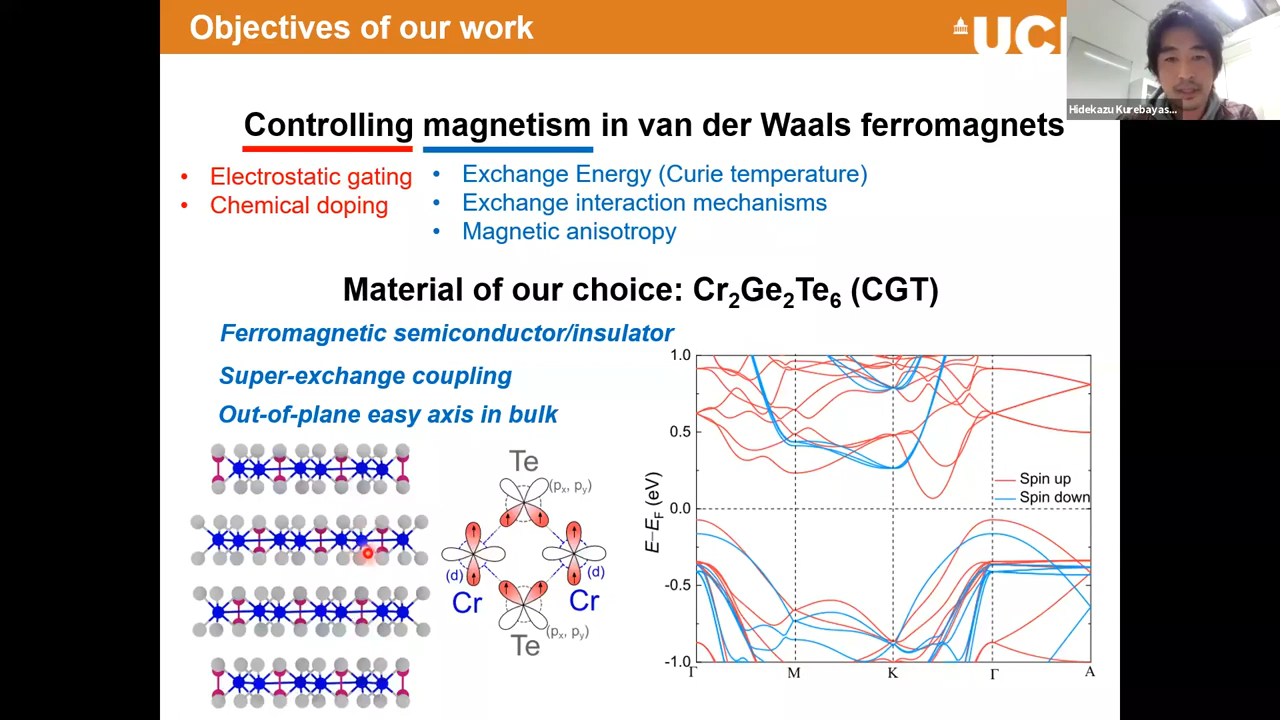 Objectives of our work
UCL
Hidekazu Kurebayas...
Controlling magnetism in van der Waals ferromagnets
• Electrostatic gating
• Chemical doping
• Exchange Energy (Curie temperature)
• Exchange interaction mechanisms
• Magnetic anisotropy
Material of our choice: Cr2Ge2Te6 (CGT)
Ferromagnetic semiconductor/insulator
Super-exchange coupling
Out-of-plane easy axis in bulk
Te
(px, py)
(d)
Cr
(d)
Cr
Te
(px, py)
E−EF (eV)
1.0
0.5
0.0
-0.5
-1.0
Spin up
Spin down
Γ M K Γ A